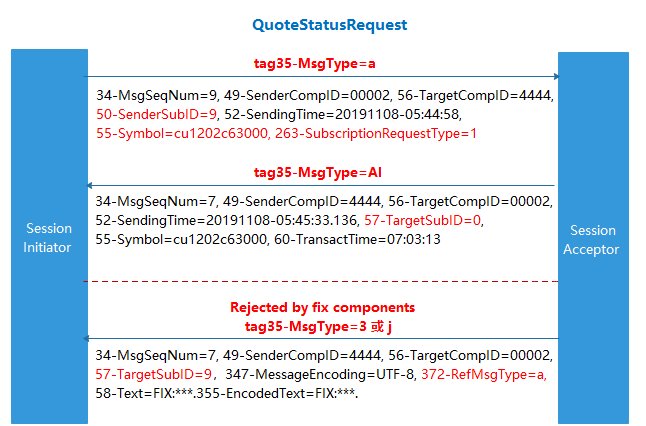 QuoteStatusRequest
tag35-MsgType=a
34-MsgSeqNum=9, 49-SenderCompID=00002, 56-TargetCompID=4444,
50-SenderSubID=9, 52-SendingTime=20191108-05:44:58,
55-Symbol=cu1202c63000, 263-SubscriptionRequestType=1
tag35-MsgType=AI
34-MsgSeqNum=7, 49-SenderCompID=4444, 56-TargetCompID=00002,
52-SendingTime=20191108-05:45:33.136, 57-TargetSubID=0,
55-Symbol=cu1202c63000, 60-TransactTime=07:03:13
Session
Initiator
Session
Acceptor
Rejected by fix components
tag35-MsgType=3 或 j
34-MsgSeqNum=7, 49-SenderCompID=4444, 56-TargetCompID=00002,
57-TargetSubID=9，347-MessageEncoding=UTF-8, 372-RefMsgType=a,
58-Text=FIX:***.355-EncodedText=FIX:***.